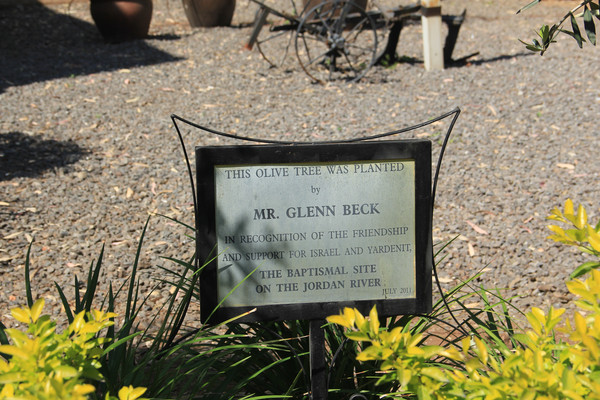 THIS OLIVE TREE WAS PLANTED
by
MR. GLENN BECK
IN RECOGNITION OF THE FRIENDSHIP
AND SUPPORT FOR ISRAEL AND YARDENIT,
THE BAPTISMAL SITE
ON THE JORDAN RIVER
JULY 2011